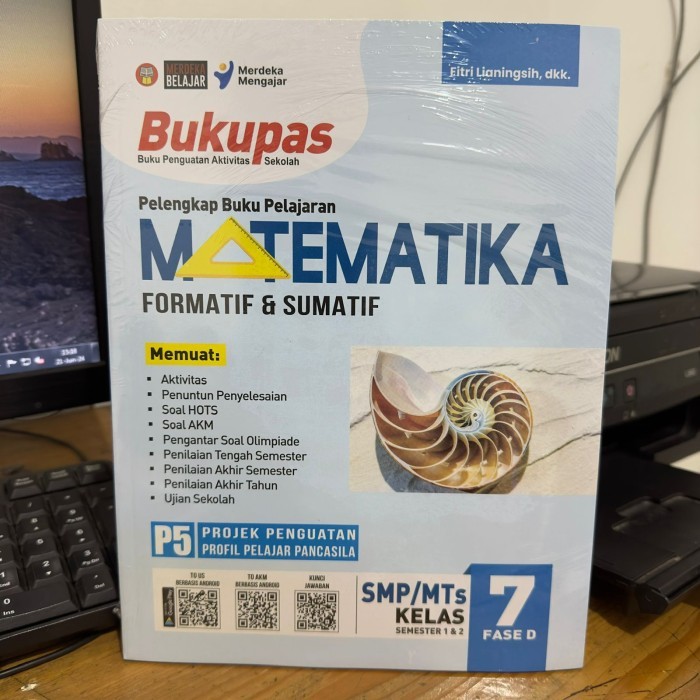 Fitri Lianingsih, dkk.
MERDEKA
BELAJAR
Merdeka
Mengajar
Bukupas
Buku Penguatan Aktivitas Sekolah
Pelengkap Buku Pelajaran
MATEMATIKA
FORMATIF & SUMATIF
Memuat:
▪ Aktivitas
▪ Penuntun Penyelesaian
▪ Soal HOTS
▪ Soal AKM
▪ Pengantar Soal Olimpiade
▪ Penilaian Tengah Semester
▪ Penilaian Akhir Semester
▪ Penilaian Akhir Tahun
▪ Ujian Sekolah
P5 PROJEK PENGUATAN
PROFIL PELAJAR PANCASILA
TO US
BERBASIS ANDROID
TO AKM
BERBASIS ANDROID
KUNCI
JAWABAN
SMP/MTs
KELAS
SEMESTER 1 & 2
7
FASE D
0
Ins